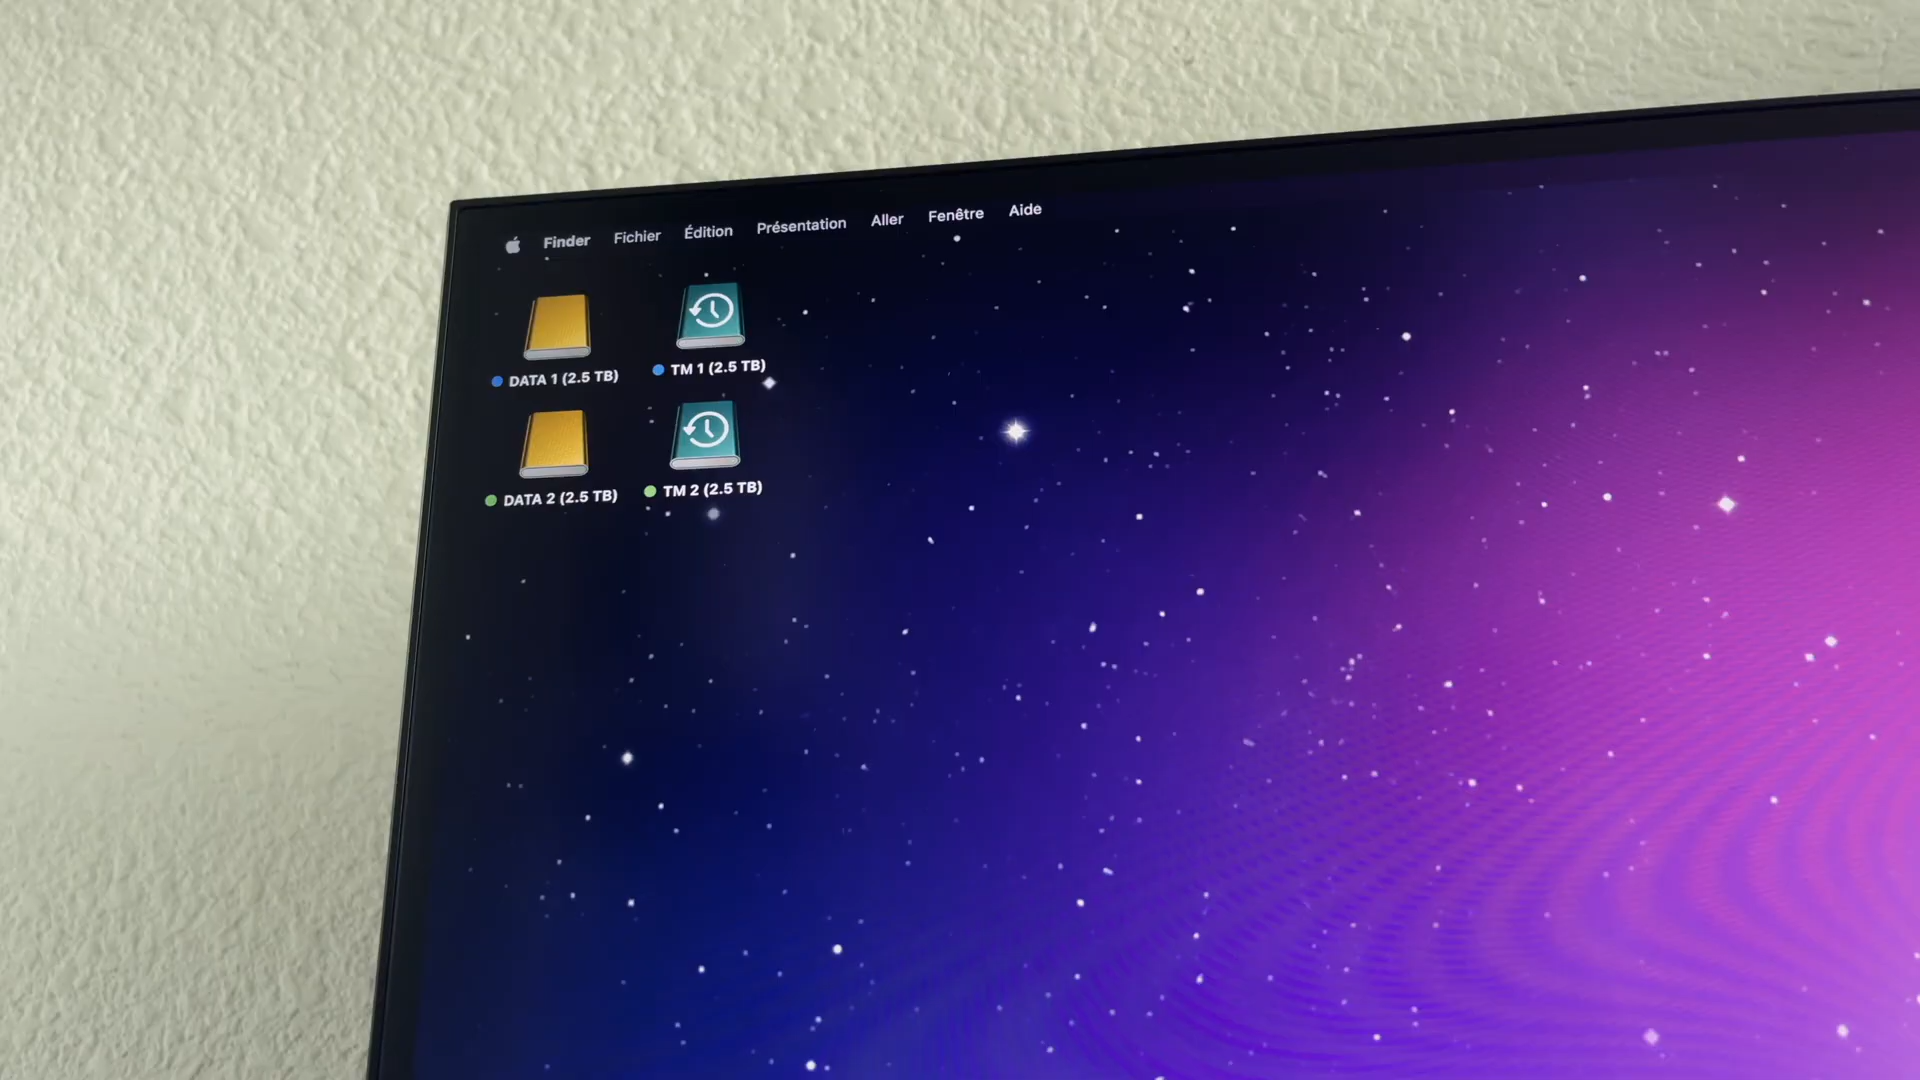 Finder Fichier Édition Présentation Aller Fenêtre Aide
DATA 1 (2.5 TB) TM 1 (2.5 TB)
DATA 2 (2.5 TB) TM 2 (2.5 TB)